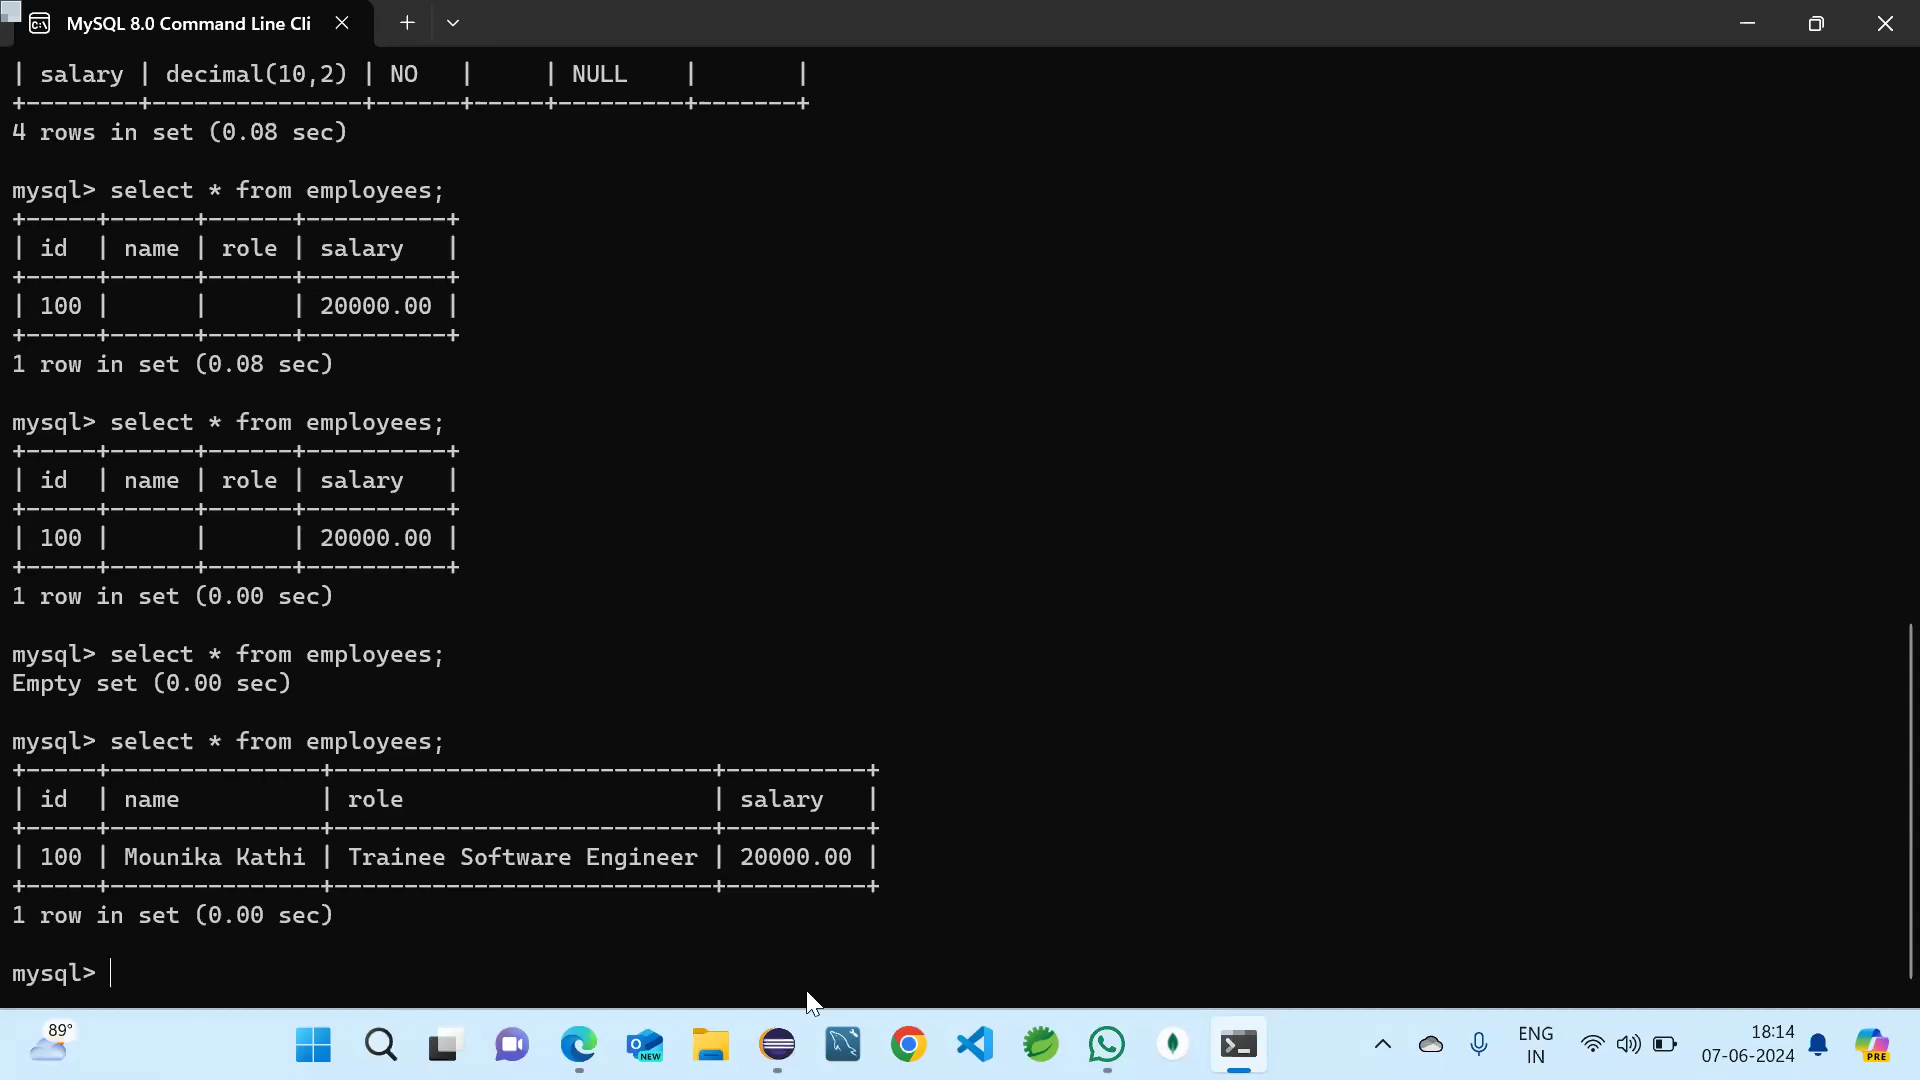 MySQL 8.0 Command Line Cli
| salary | decimal(10,2) | NO   |     | NULL    |       |
+--------+---------------+------+-----+---------+-------+
4 rows in set (0.08 sec)
mysql> select * from employees;
+-----+------+------+----------+
| id  | name | role | salary   |
+-----+------+------+----------+
| 100 |      |      | 20000.00 |
+-----+------+------+----------+
1 row in set (0.08 sec)
mysql> select * from employees;
+-----+------+------+----------+
| id  | name | role | salary   |
+-----+------+------+----------+
| 100 |      |      | 20000.00 |
+-----+------+------+----------+
1 row in set (0.00 sec)
mysql> select * from employees;
Empty set (0.00 sec)
mysql> select * from employees;
+-----+---------------+---------------------------+----------+
| id  | name          | role                      | salary   |
+-----+---------------+---------------------------+----------+
| 100 | Mounika Kathi | Trainee Software Engineer | 20000.00 |
+-----+---------------+---------------------------+----------+
1 row in set (0.00 sec)
mysql>
89°
NEW
ENG
IN
18:14
07-06-2024
PRE